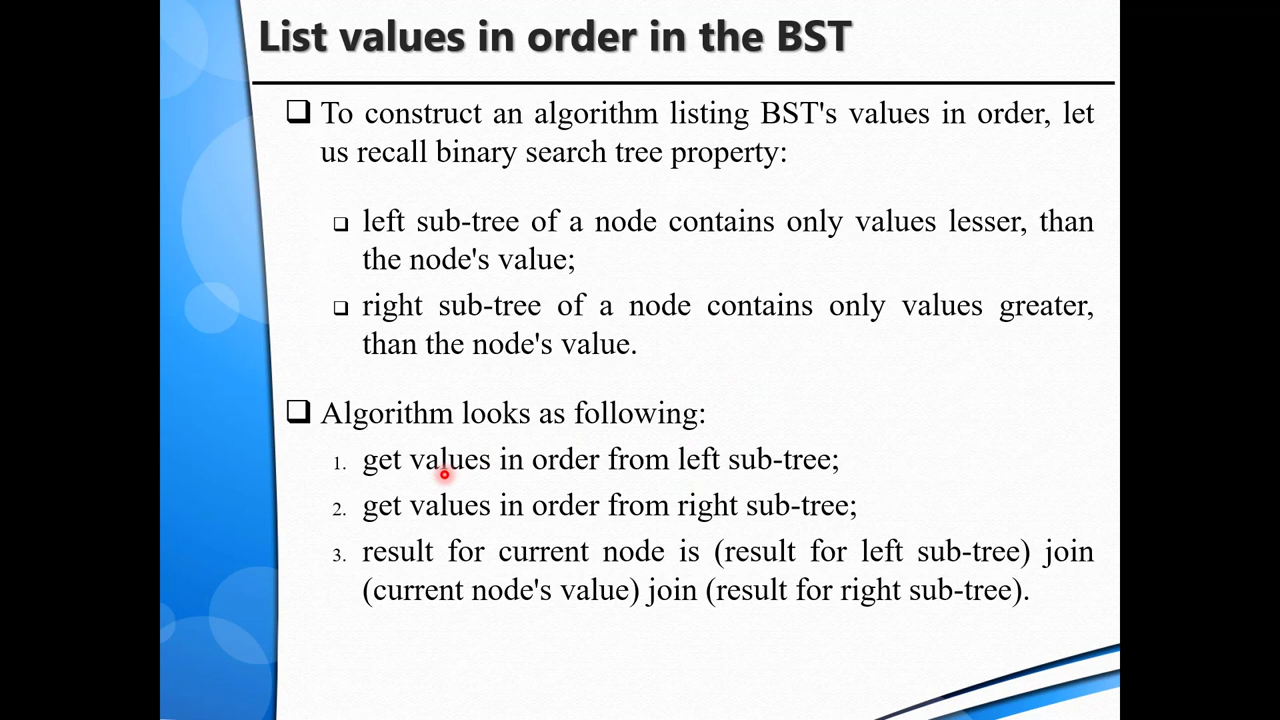 List values in order in the BST
To construct an algorithm listing BST's values in order, let
us recall binary search tree property:
left sub-tree of a node contains only values lesser, than
the node's value;
right sub-tree of a node contains only values greater,
than the node's value.
Algorithm looks as following:
1. get values in order from left sub-tree;
2. get values in order from right sub-tree;
3. result for current node is (result for left sub-tree) join
(current node's value) join (result for right sub-tree).